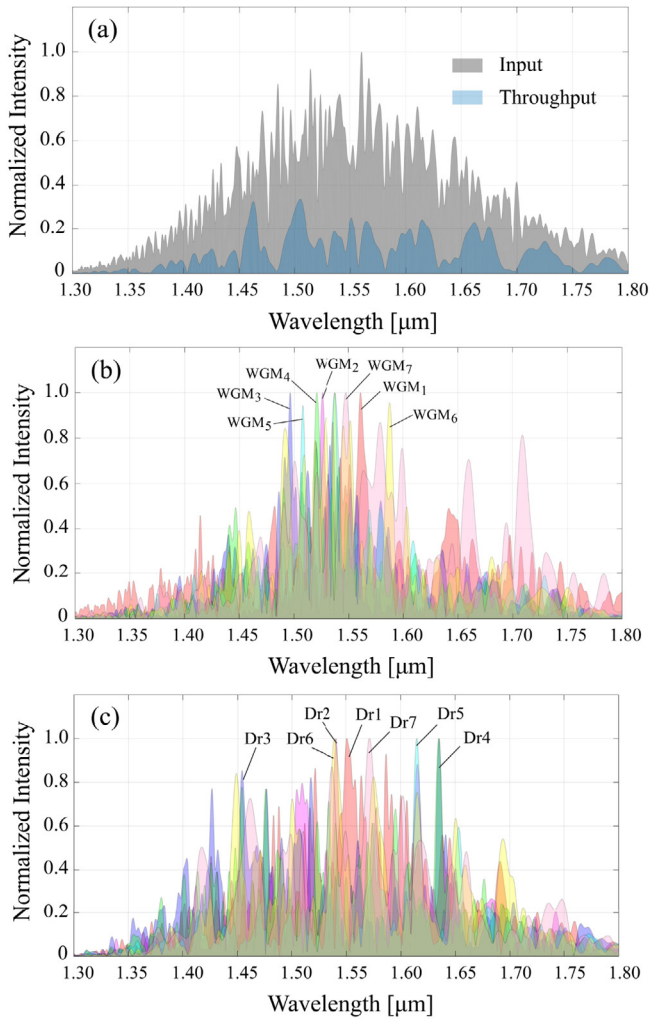 (a)
Input
Throughput
Normalized Intensity
1.0
0.8
0.6
0.4
0.2
0
1.30 1.35 1.40 1.45 1.50 1.55 1.60 1.65 1.70 1.75 1.80
Wavelength [μm]
(b)
WGM4 WGM2 WGM7
WGM3 WGM1
WGM5 WGM6
Normalized Intensity
1.0
0.8
0.6
0.4
0.2
0
1.30 1.35 1.40 1.45 1.50 1.55 1.60 1.65 1.70 1.75 1.80
Wavelength [μm]
(c)
Dr2 Dr1 Dr5
Dr3 Dr6 Dr7 Dr4
Normalized Intensity
1.0
0.8
0.6
0.4
0.2
0
1.30 1.35 1.40 1.45 1.50 1.55 1.60 1.65 1.70 1.75 1.80
Wavelength [μm]